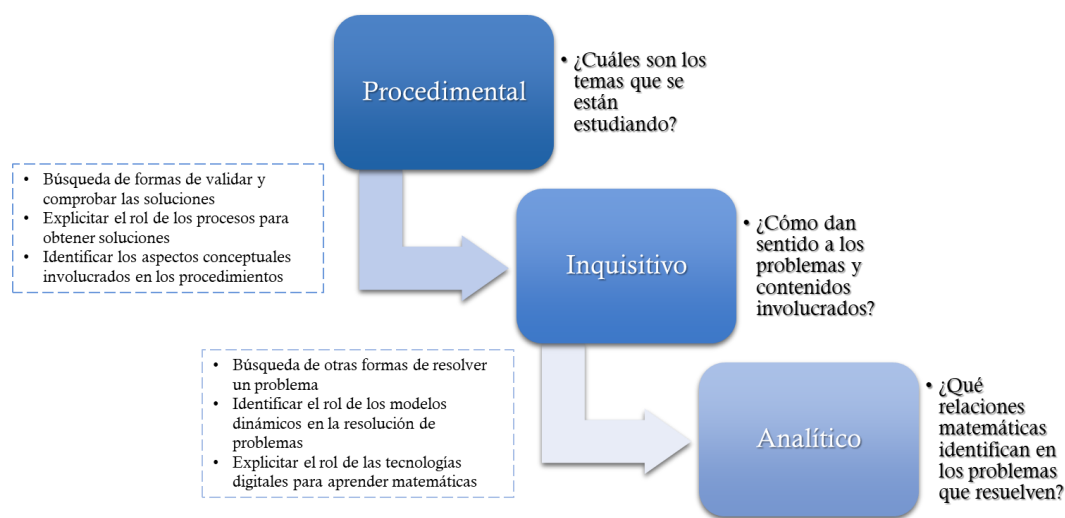 Procedimental
• ¿Cuáles son los
temas que se
están
estudiando?
• Búsqueda de formas de validar y
comprobar las soluciones
• Explicitar el rol de los procesos para
obtener soluciones
• Identificar los aspectos conceptuales
involucrados en los procedimientos
Inquisitivo
• ¿Cómo dan
sentido a los
problemas y
contenidos
involucrados?
• Búsqueda de otras formas de resolver
un problema
• Identificar el rol de los modelos
dinámicos en la resolución de
problemas
• Explicitar el rol de las tecnologías
digitales para aprender matemáticas
Analítico
• ¿Qué
relaciones
matemáticas
identifican en
los problemas
que resuelven?